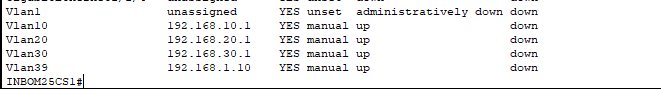 Vlan1 unassigned YES unset administratively down down
Vlan10 192.168.10.1 YES manual up down
Vlan20 192.168.20.1 YES manual up down
Vlan30 192.168.30.1 YES manual up down
Vlan39 192.168.1.10 YES manual up down
INBOM25CS1#